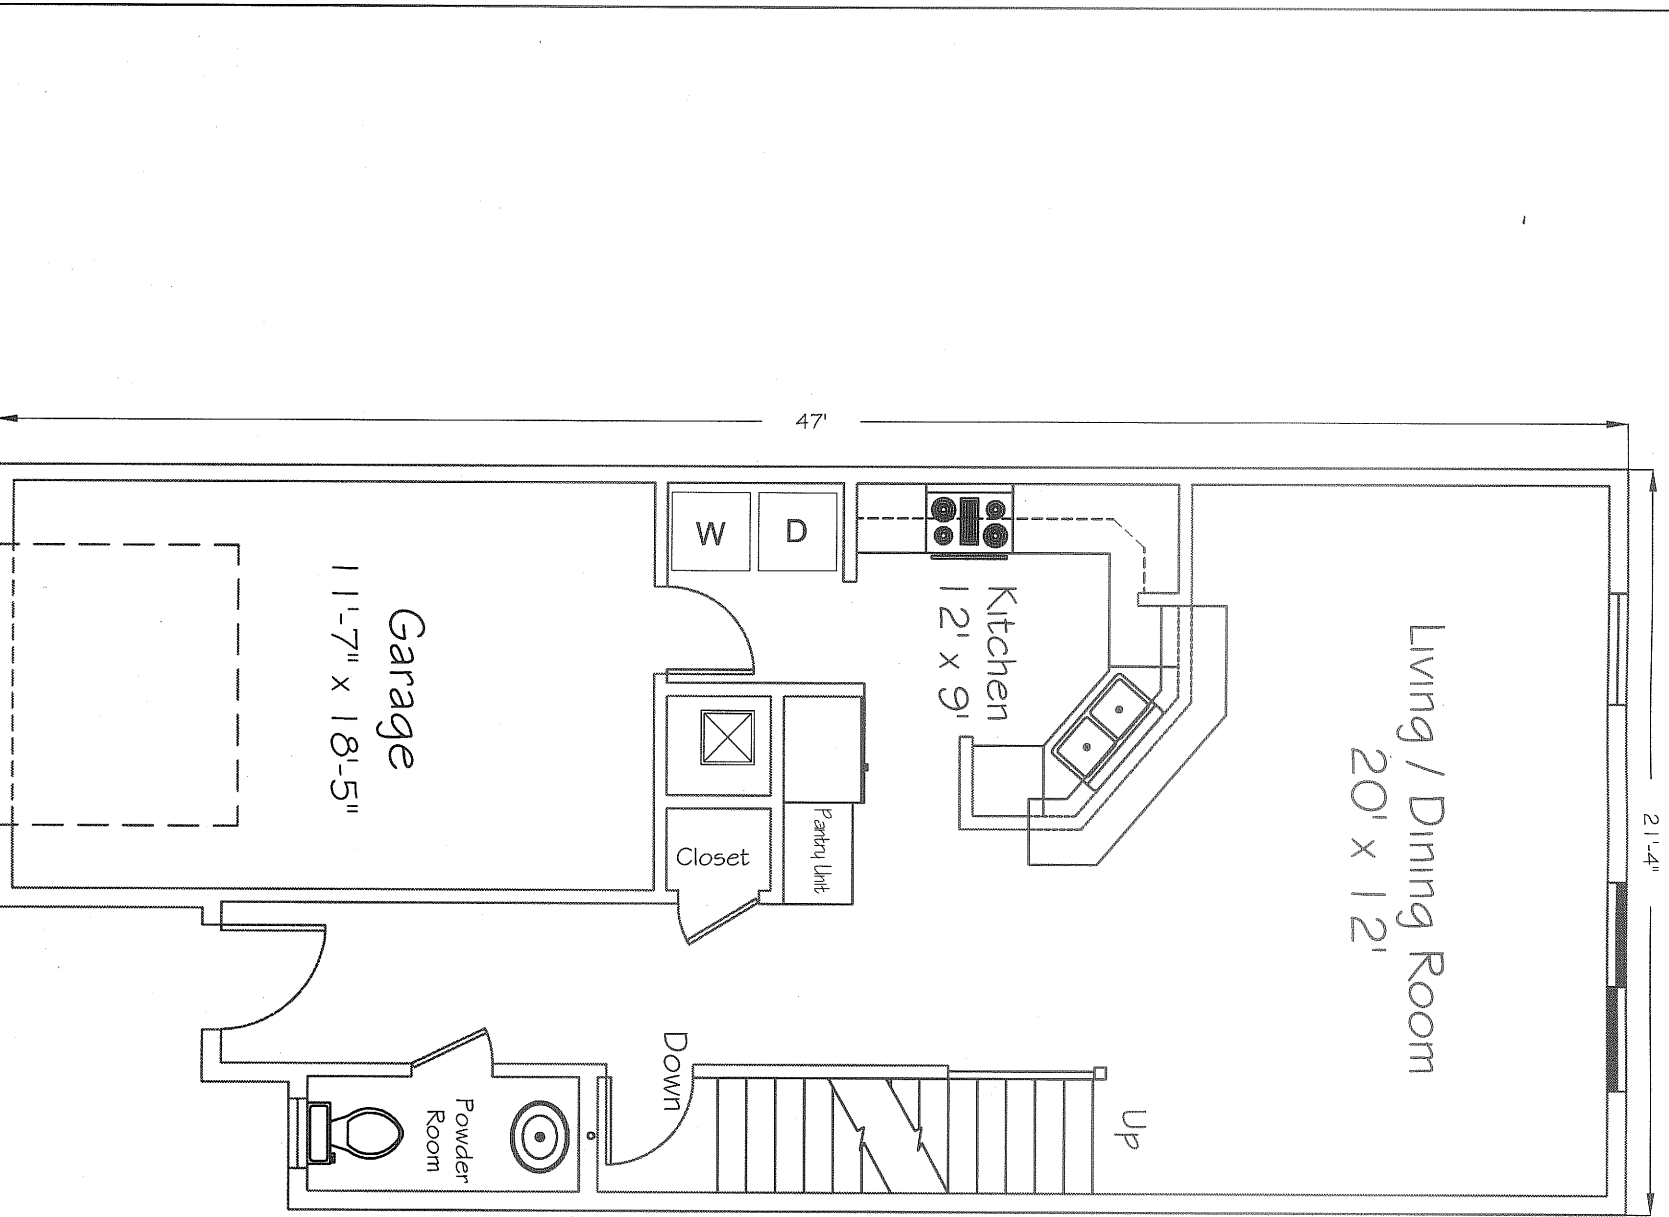 47'
21'-4"
W
D
Kitchen
12' x 9'
Living / Dining Room
20' x 12'
Garage
11'-7" x 18'-5"
Pantry Unit
Closet
Down
Up
Powder
Room